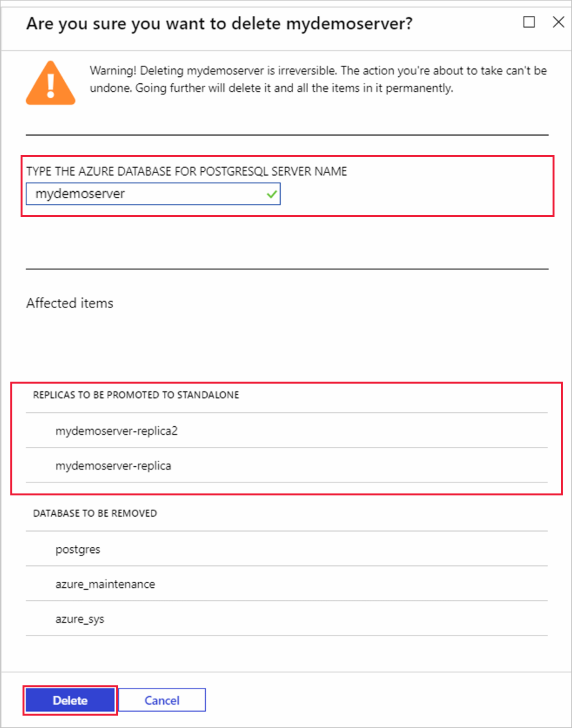 Are you sure you want to delete mydemoserver?
Warning! Deleting mydemoserver is irreversible. The action you're about to take can't be
undone. Going further will delete it and all the items in it permanently.
TYPE THE AZURE DATABASE FOR POSTGRESQL SERVER NAME
mydemoserver
Affected items
REPLICAS TO BE PROMOTED TO STANDALONE
mydemoserver-replica2
mydemoserver-replica
DATABASE TO BE REMOVED
postgres
azure_maintenance
azure_sys
Delete
Cancel